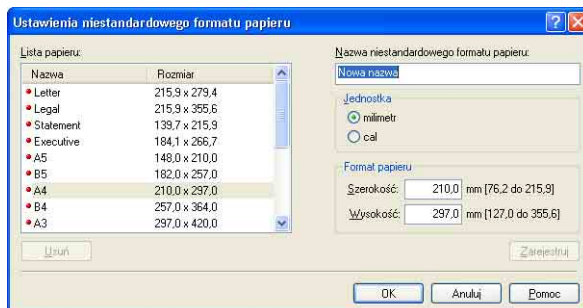 Ustawienia niestandardowego formatu papieru
Lista papieru:
Nazwa Rozmiar
Letter 215,9 x 279,4
Legal 215,9 x 355,6
Statement 139,7 x 215,9
Executive 184,1 x 266,7
A5 148,0 x 210,0
B5 182,0 x 257,0
A4 210,0 x 297,0
B4 257,0 x 364,0
A3 297,0 x 420,0
Usuń
Nazwa niestandardowego formatu papieru:
Nowa nazwa
Jednostka
milimetr
cal
Format papieru
Szerokość: 210,0 mm [76,2 do 215,9]
Wysokość: 297,0 mm [127,0 do 355,6]
Zarejestruj
OK Anuluj Pomoc